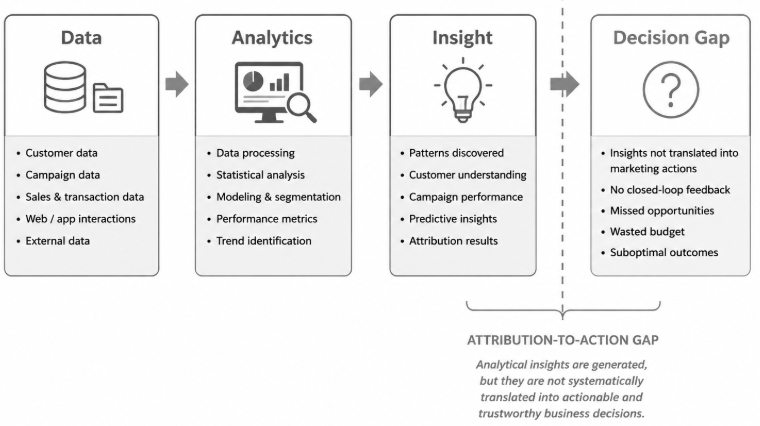 Data
• Customer data
• Campaign data
• Sales & transaction data
• Web / app interactions
• External data
Analytics
• Data processing
• Statistical analysis
• Modeling & segmentation
• Performance metrics
• Trend identification
Insight
• Patterns discovered
• Customer understanding
• Campaign performance
• Predictive insights
• Attribution results
Decision Gap
?
• Insights not translated into
marketing actions
• No closed-loop feedback
• Missed opportunities
• Wasted budget
• Suboptimal outcomes
ATTRIBUTION-TO-ACTION GAP
Analytical insights are generated,
but they are not systematically
translated into actionable and
trustworthy business decisions.